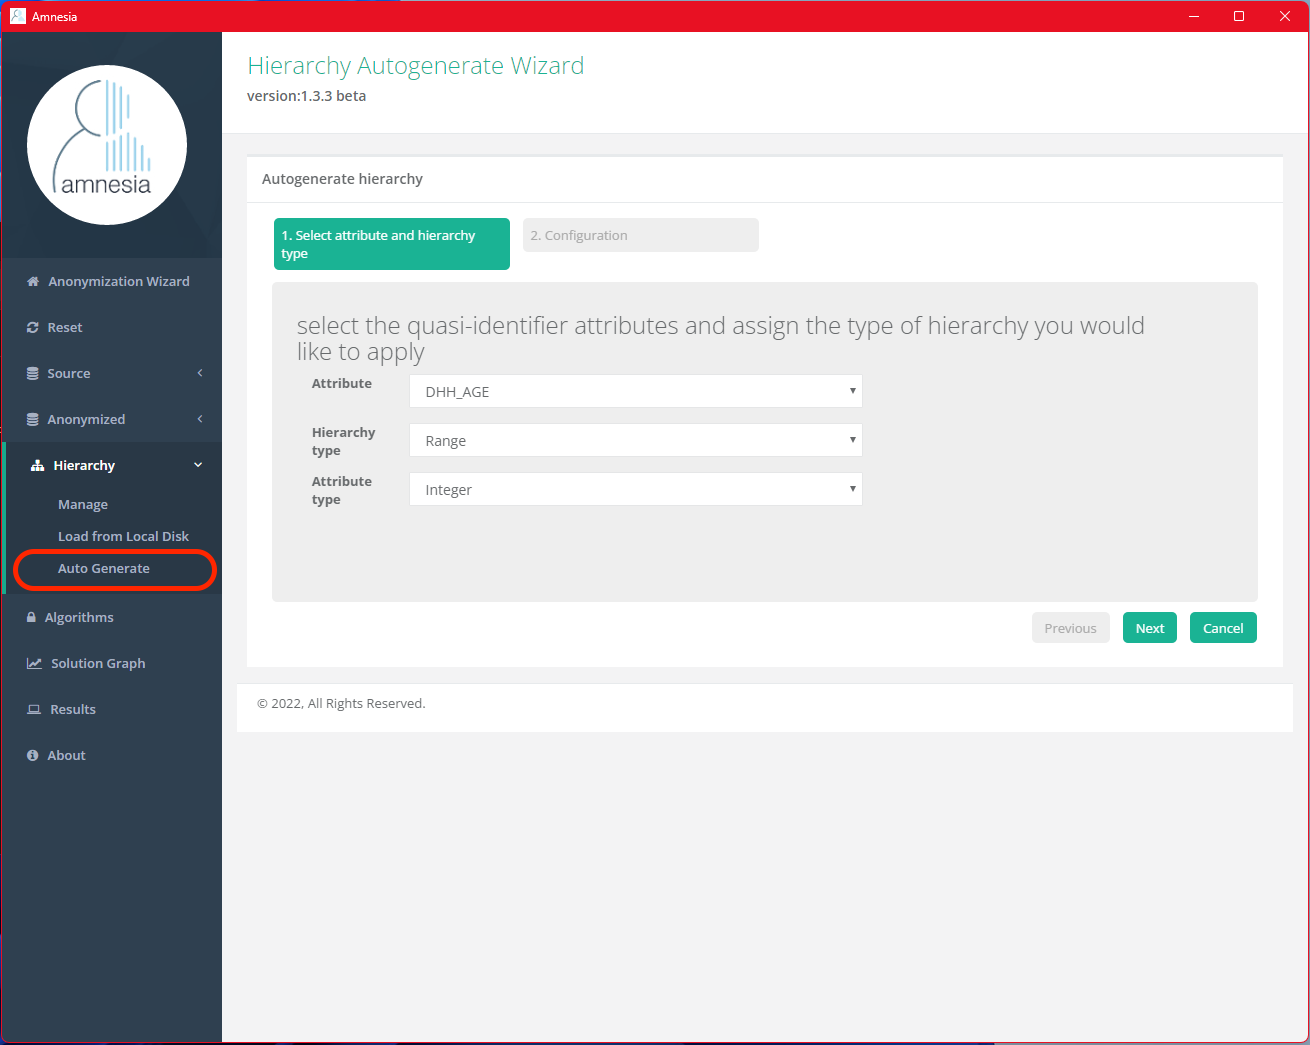 Amnesia
amnesia
Anonymization Wizard
Reset
Source
Anonymized
Hierarchy
Manage
Load from Local Disk
Auto Generate
Algorithms
Solution Graph
Results
About
Hierarchy Autogenerate Wizard
version:1.3.3 beta
Autogenerate hierarchy
1. Select attribute and hierarchy
type
2. Configuration
select the quasi-identifier attributes and assign the type of hierarchy you would
like to apply
Attribute
DHH_AGE
Hierarchy
type
Range
Attribute
type
Integer
Previous
Next
Cancel
© 2022, All Rights Reserved.